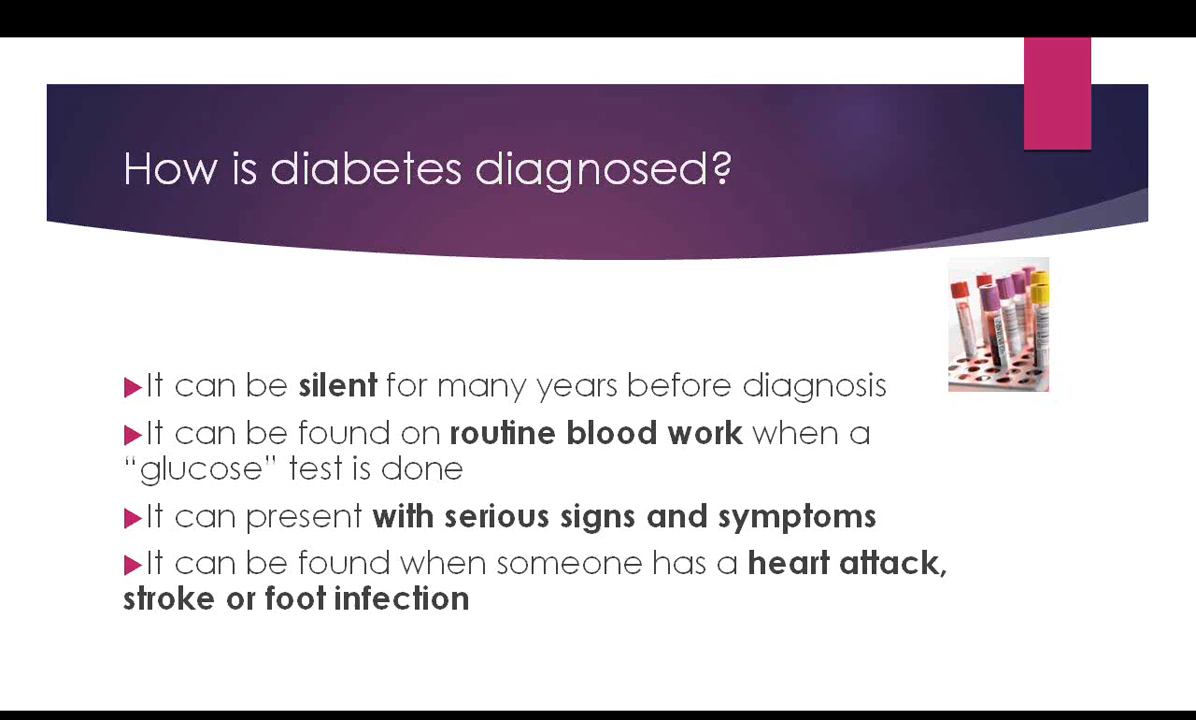 How is diabetes diagnosed?
It can be silent for many years before diagnosis
It can be found on routine blood work when a
“glucose” test is done
It can present with serious signs and symptoms
It can be found when someone has a heart attack,
stroke or foot infection